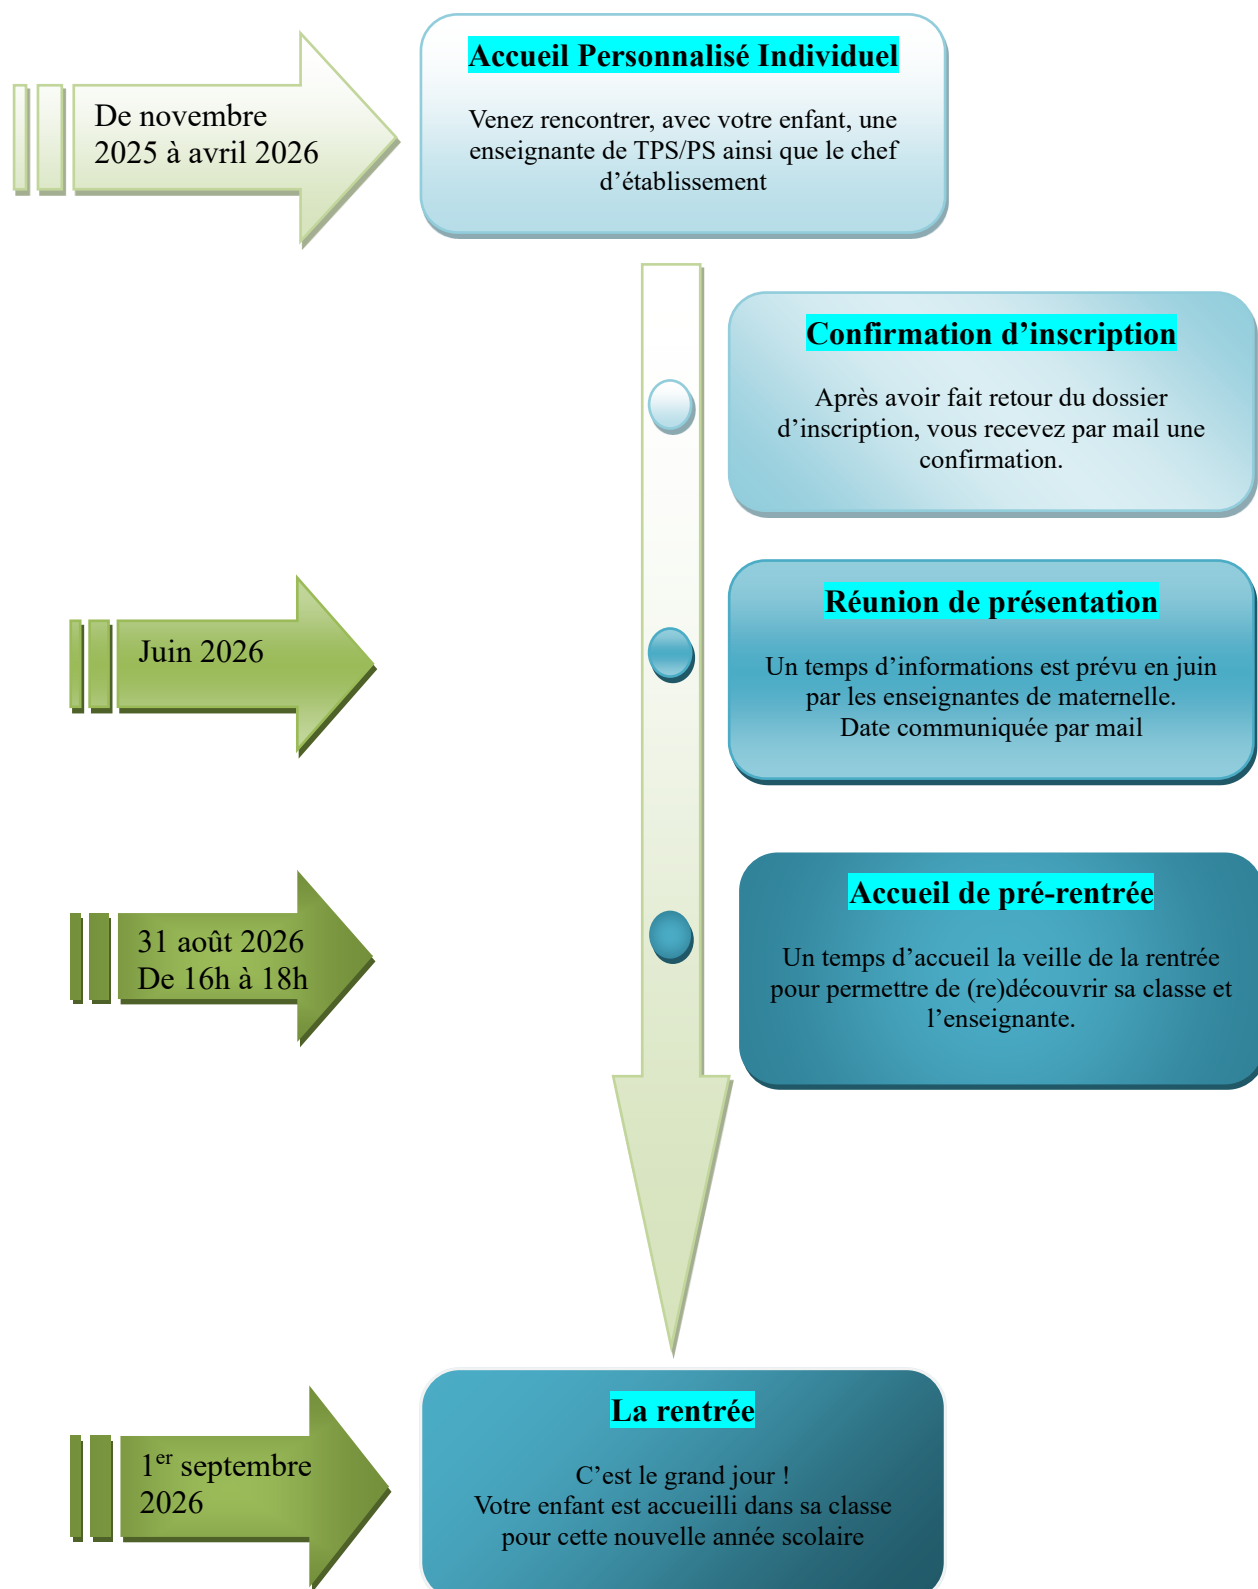 De novembre
2025 à avril 2026
Accueil Personnalisé Individuel
Venez rencontrer, avec votre enfant, une
enseignante de TPS/PS ainsi que le chef
d’établissement
Confirmation d’inscription
Après avoir fait retour du dossier
d’inscription, vous recevez par mail une
confirmation.
Juin 2026
Réunion de présentation
Un temps d’informations est prévu en juin
par les enseignantes de maternelle.
Date communiquée par mail
31 août 2026
De 16h à 18h
Accueil de pré-rentrée
Un temps d’accueil la veille de la rentrée
pour permettre de (re)découvrir sa classe et
l’enseignante.
1er septembre
2026
La rentrée
C’est le grand jour !
Votre enfant est accueilli dans sa classe
pour cette nouvelle année scolaire